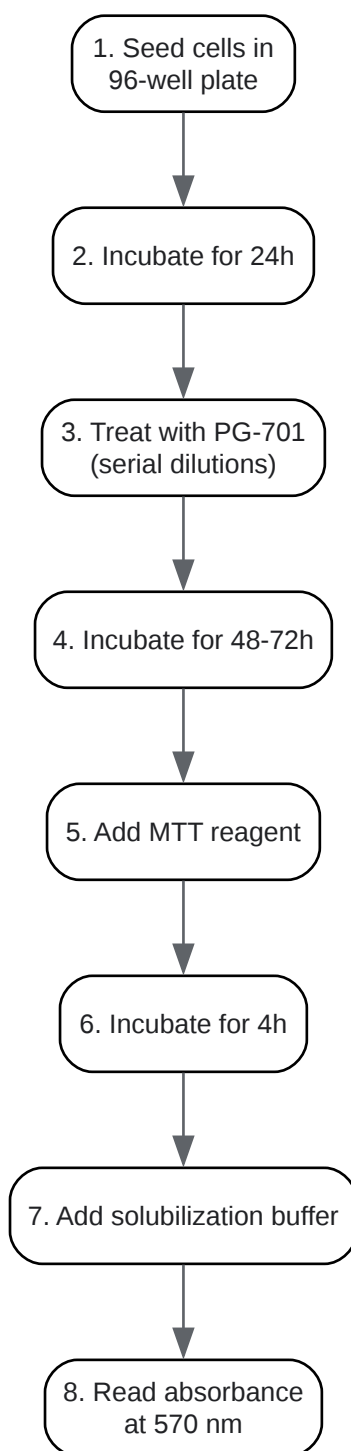 1. Seed cells in
96-well plate
2. Incubate for 24h
3. Treat with PG-701
(serial dilutions)
4. Incubate for 48-72h
5. Add MTT reagent
6. Incubate for 4h
7. Add solubilization buffer
8. Read absorbance
at 570 nm